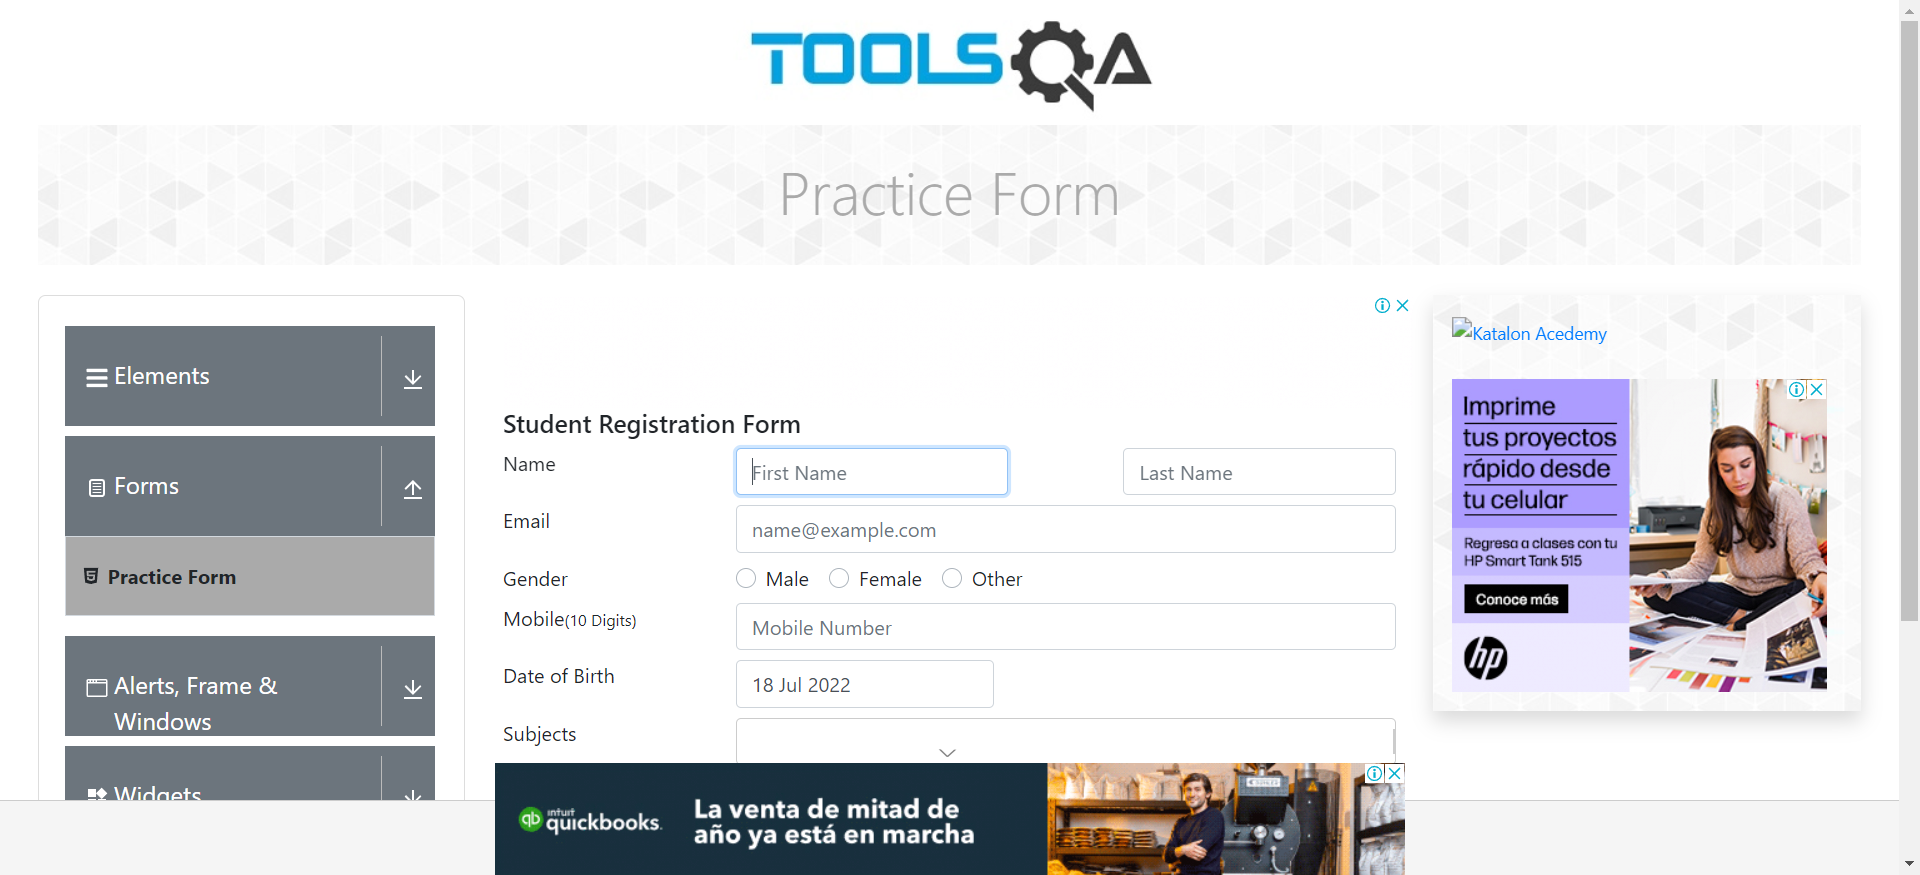 TOOLSQA
Practice Form
Elements
Forms
Practice Form
Alerts, Frame &
Windows
Widgets
Student Registration Form
Name
First Name
Last Name
Email
name@example.com
Gender
Male
Female
Other
Mobile(10 Digits)
Mobile Number
Date of Birth
18 Jul 2022
Subjects
Katalon Acedemy
Imprime
tus proyectos
rápido desde
tu celular
Regresa a clases con tu
HP Smart Tank 515
Conoce más
hp
intuit
quickbooks.
La venta de mitad de
año ya está en marcha